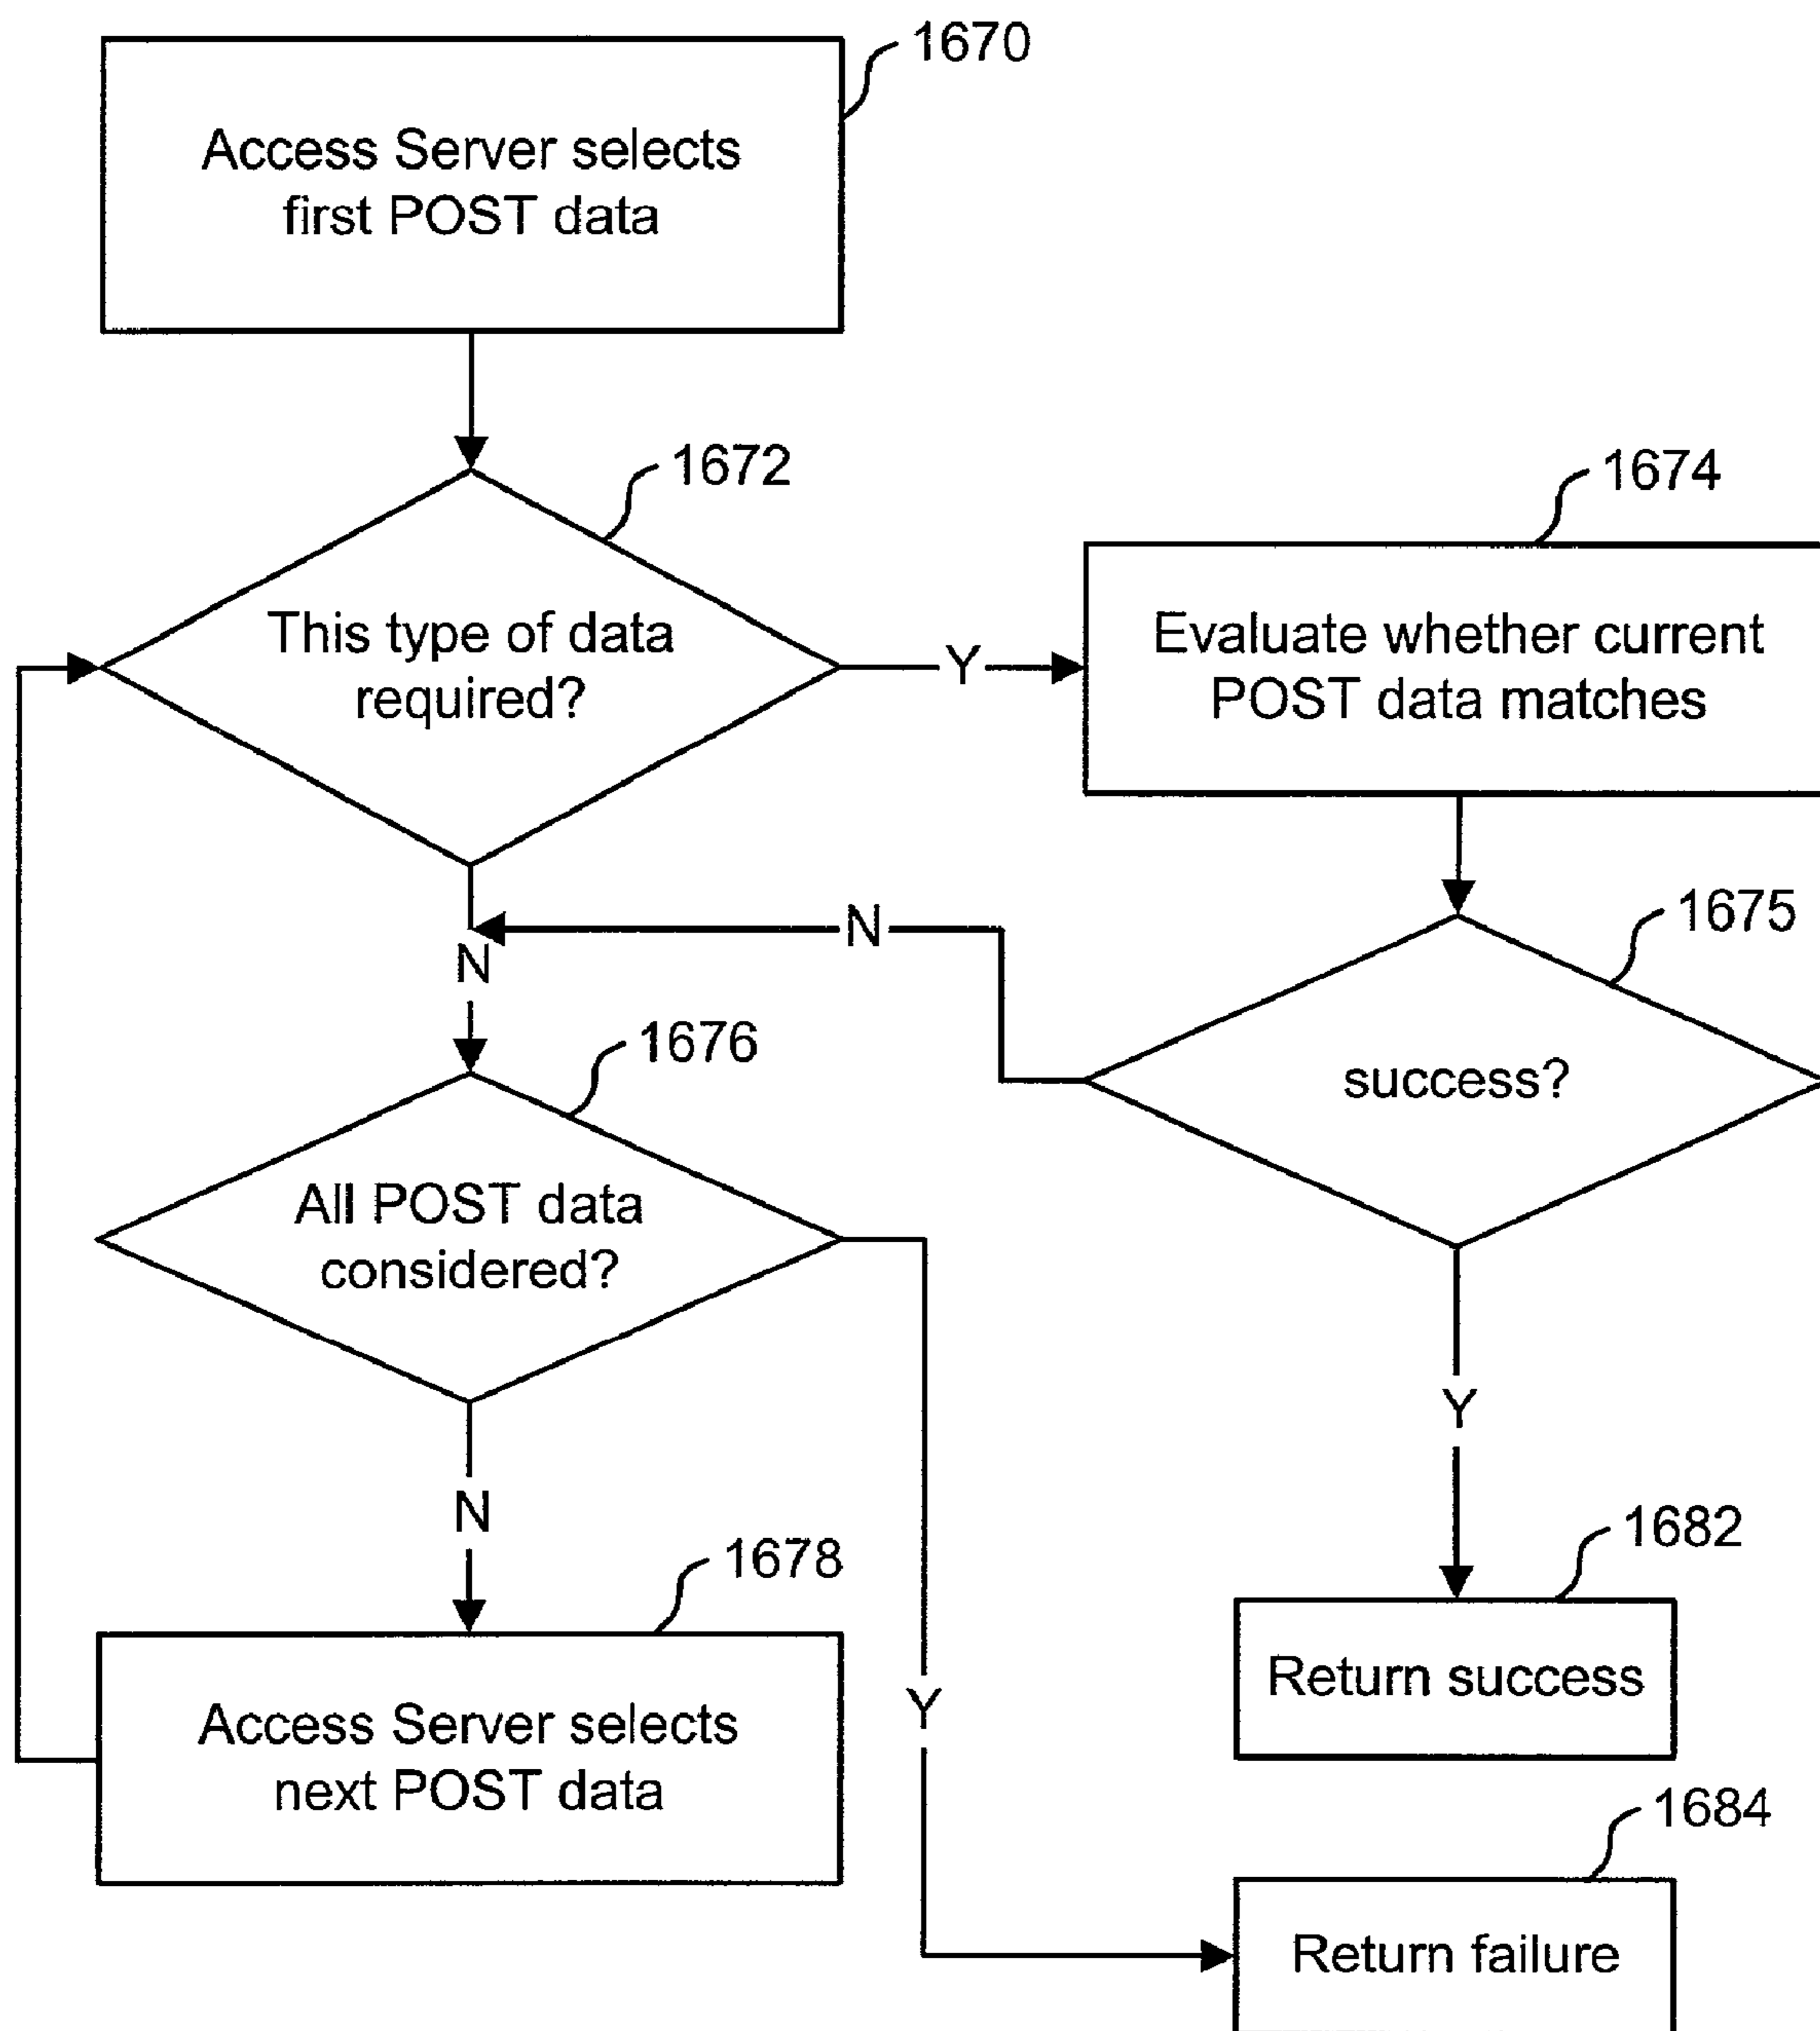 1670
Access Server selects
first POST data
1672
This type of data
required?
Y
1674
Evaluate whether current
POST data matches
N
N
1675
success?
1676
All POST data
considered?
Y
N
1682
Return success
1678
Access Server selects
next POST data
Y
1684
Return failure